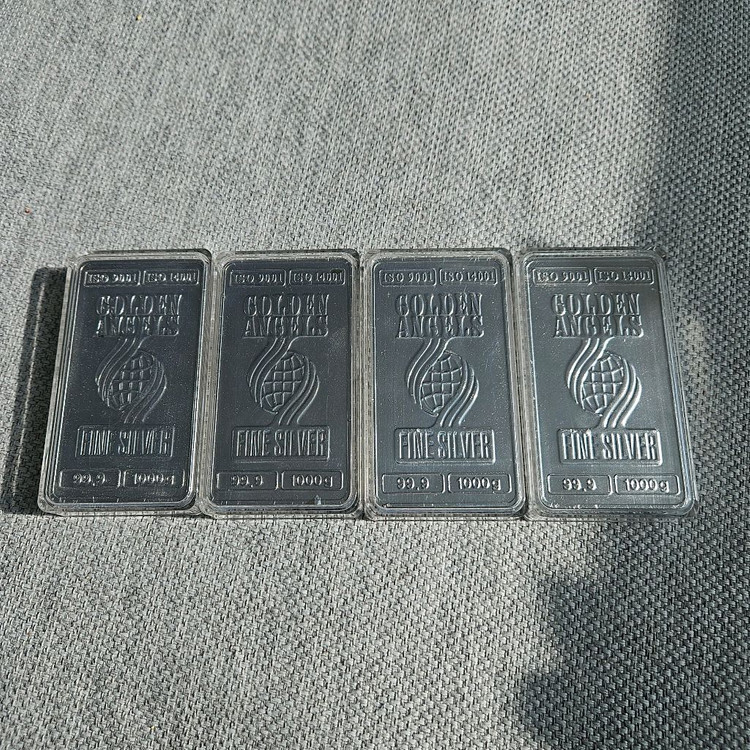 ISO 9001 ISO 14001
GOLDEN
ANGELS
FINE SILVER
99,9 1000g
ISO 9001 ISO 14001
GOLDEN
ANGELS
FINE SILVER
99,9 1000g
ISO 9001 ISO 14001
GOLDEN
ANGELS
FINE SILVER
99,9 1000g
ISO 9001 ISO 14001
GOLDEN
ANGELS
FINE SILVER
99,9 1000g